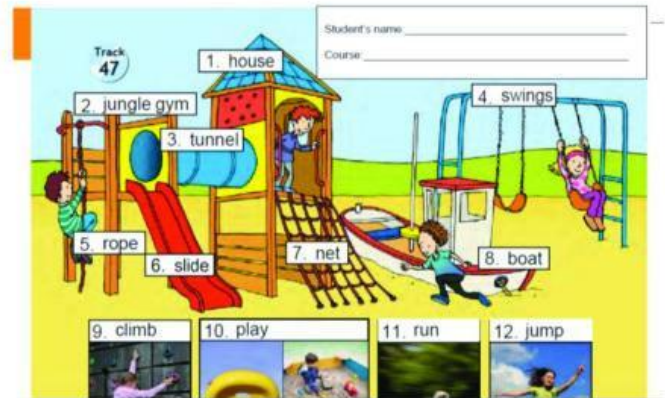 Student's name
Course:
Track
47
1. house
2. jungle gym
3. tunnel
4. swings
5. rope
6. slide
7. net
8. boat
9. climb
10. play
11. run
12. jump